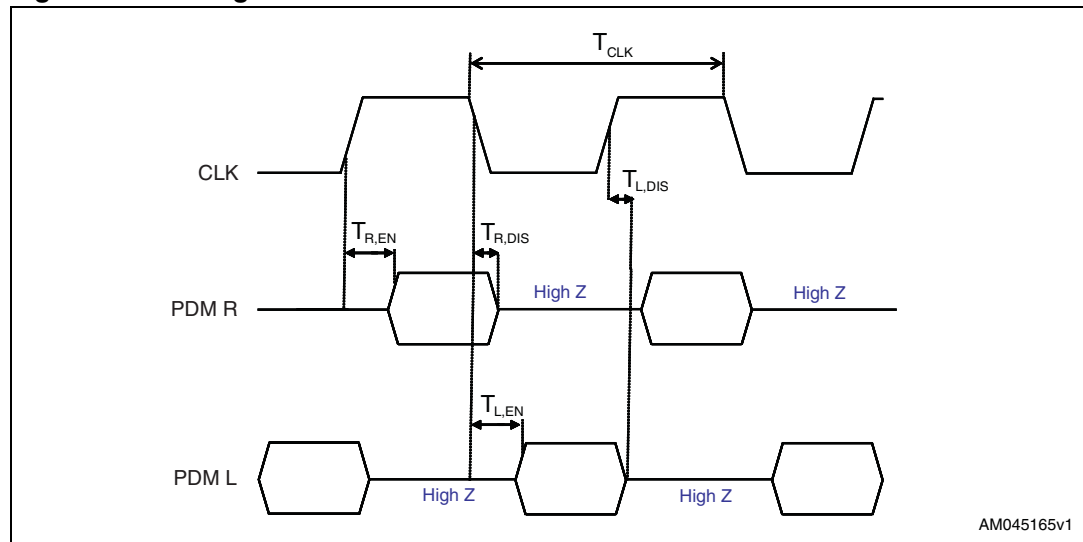 T_CLK
CLK
T_L,DIS
T_R,EN
T_R,DIS
PDM R
High Z
High Z
T_L,EN
PDM L
High Z
High Z
AM045165v1